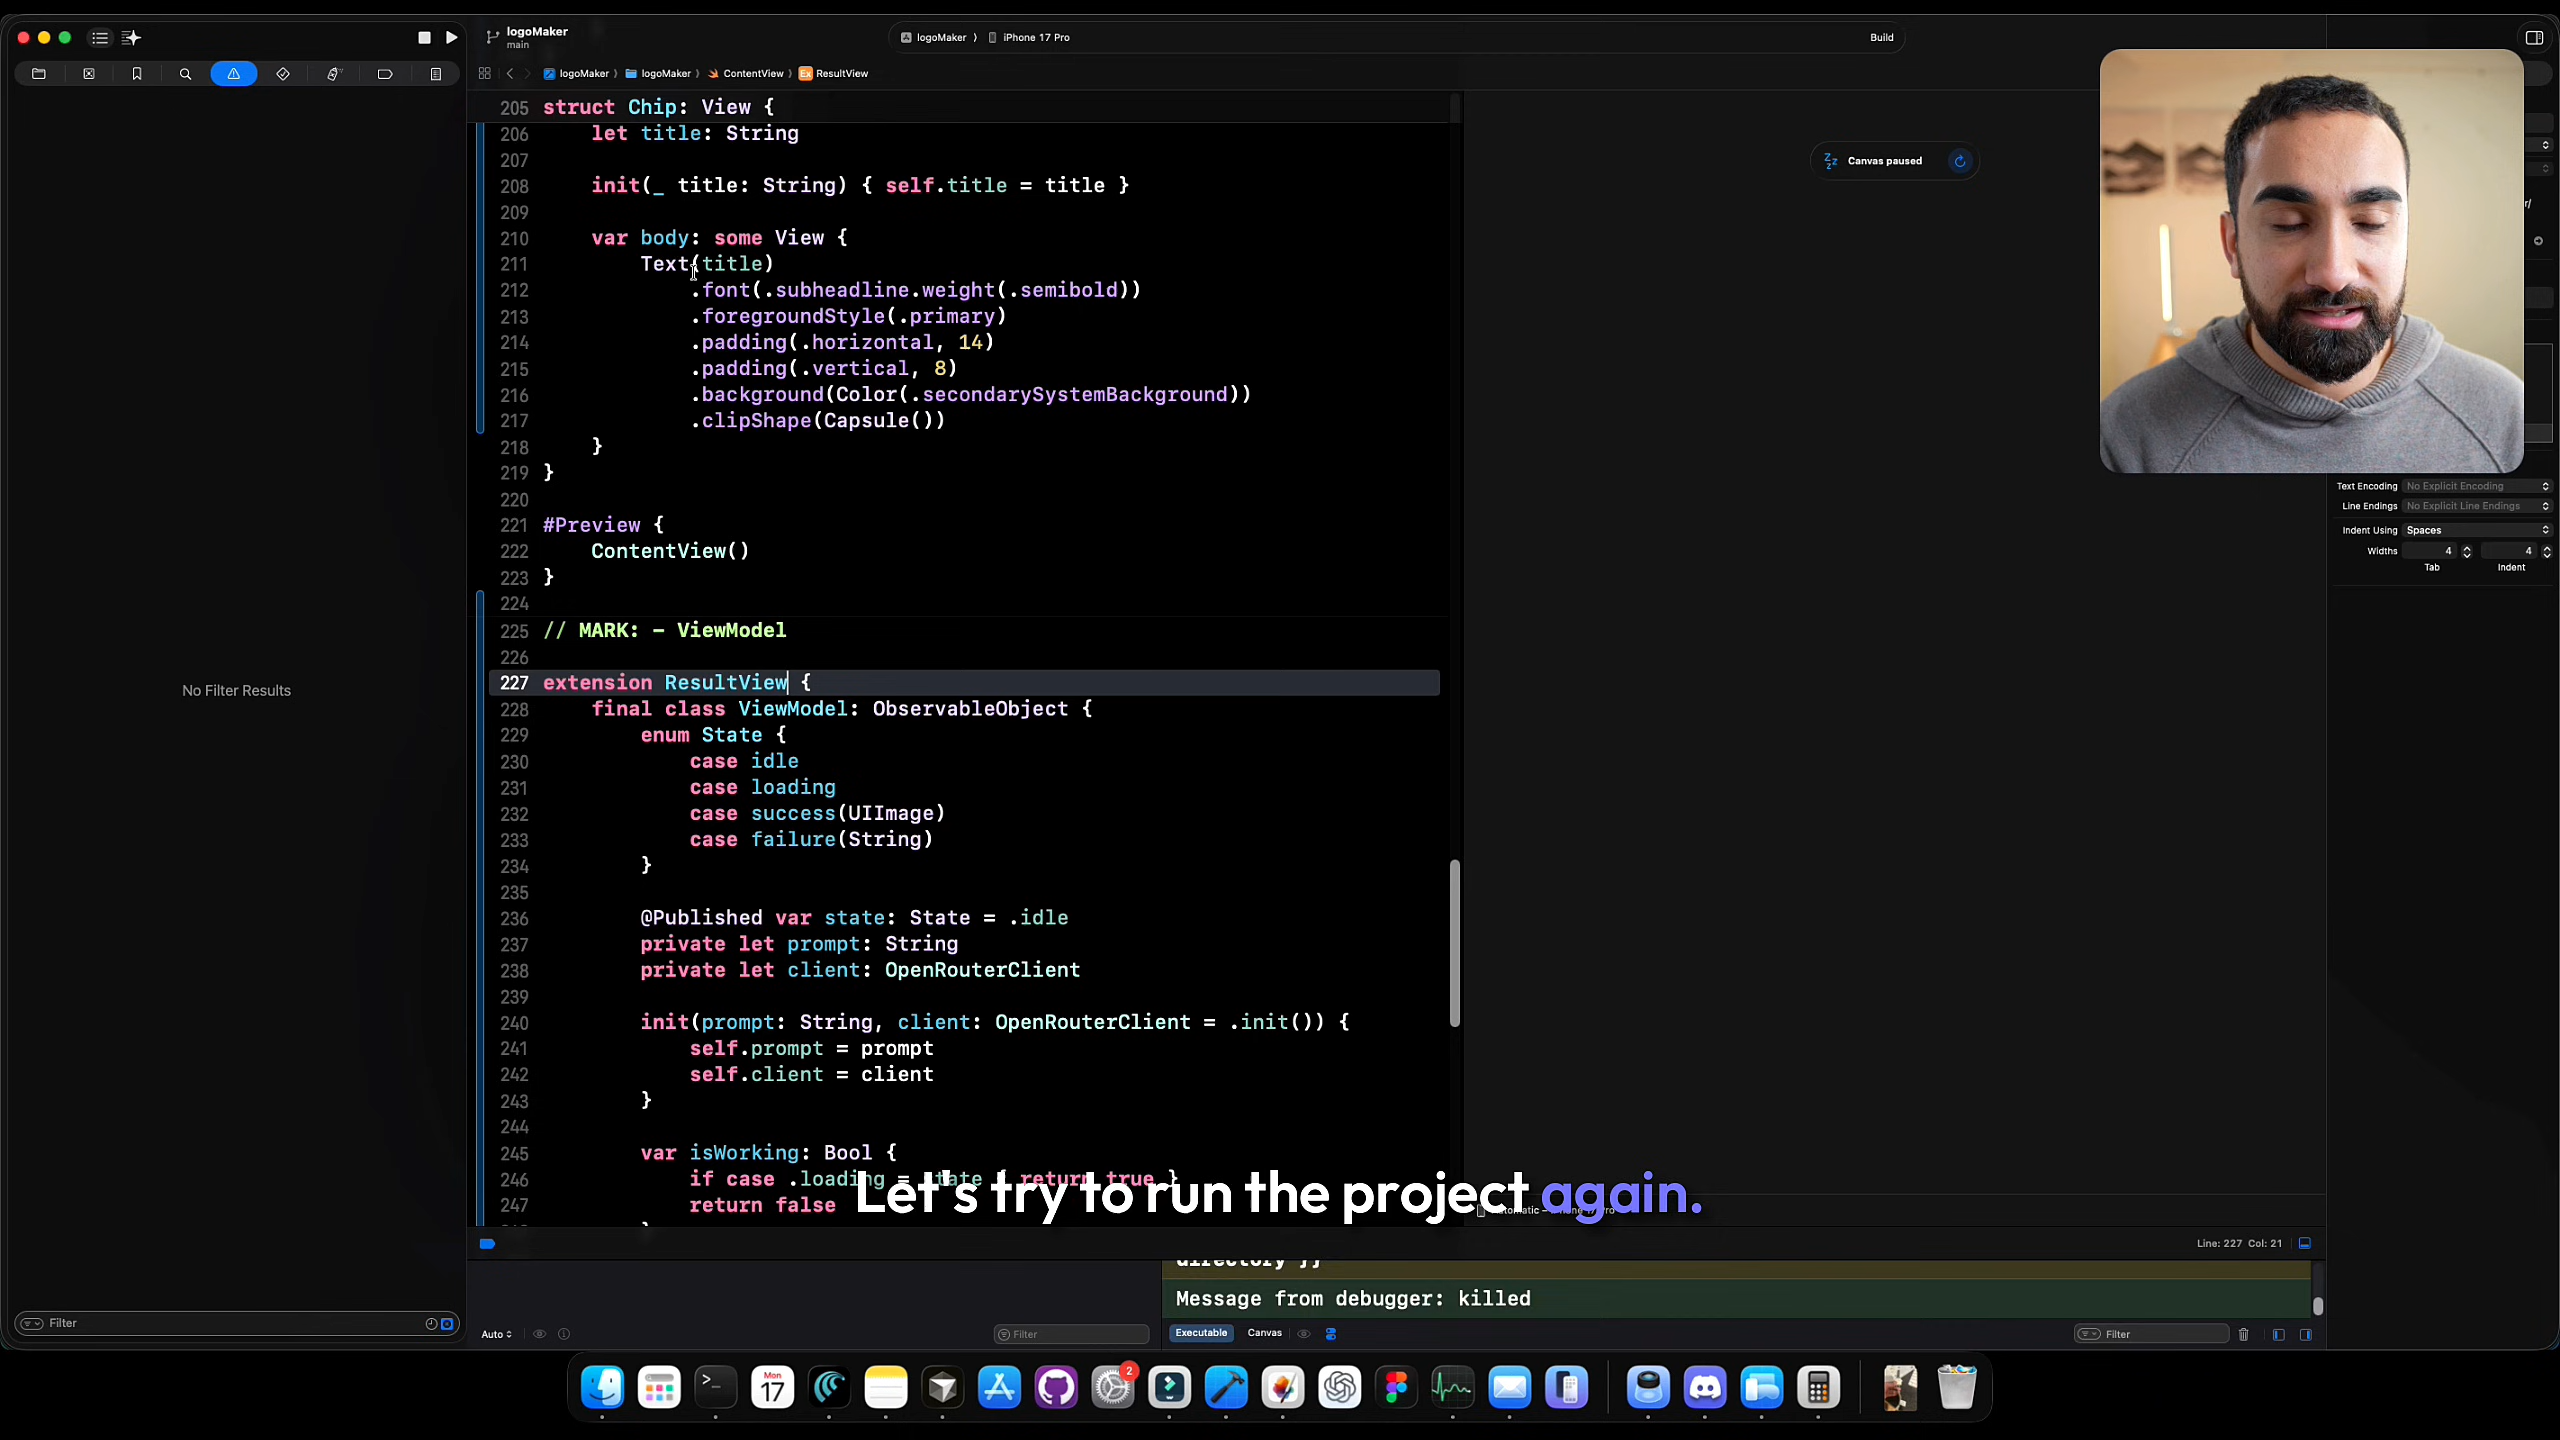 logoMaker
main
logoMaker 〉 iPhone 17 Pro
Build
logoMaker 〉 logoMaker 〉 ContentView 〉 Ex ResultView
205 struct Chip: View {
206 let title: String
207
208 init(_ title: String) { self.title = title }
209
210 var body: some View {
211 Text(title)
212 .font(.subheadline.weight(.semibold))
213 .foregroundStyle(.primary)
214 .padding(.horizontal, 14)
215 .padding(.vertical, 8)
216 .background(Color(.secondarySystemBackground))
217 .clipShape(Capsule())
218 }
219 }
220
221 #Preview {
222 ContentView()
223 }
224
225 // MARK: - ViewModel
226
227 extension ResultView {
228 final class ViewModel: ObservableObject {
229 enum State {
230 case idle
231 case loading
232 case success(UIImage)
233 case failure(String)
234 }
235
236 @Published var state: State = .idle
237 private let prompt: String
238 private let client: OpenRouterClient
239
240 init(prompt: String, client: OpenRouterClient = .init()) {
241 self.prompt = prompt
242 self.client = client
243 }
244
245 var isWorking: Bool {
246 if case .loading = state { return true }
247 return false
Canvas paused
No Filter Results
Text Encoding No Explicit Encoding
Line Endings No Explicit Line Endings
Indent Using Spaces
Widths 4 4
Tab Indent
Let's try to run the project again.
Line: 227 Col: 21
directory }}
Message from debugger: killed
Filter
Auto
Filter
Executable Canvas
Filter
Mon
17
2